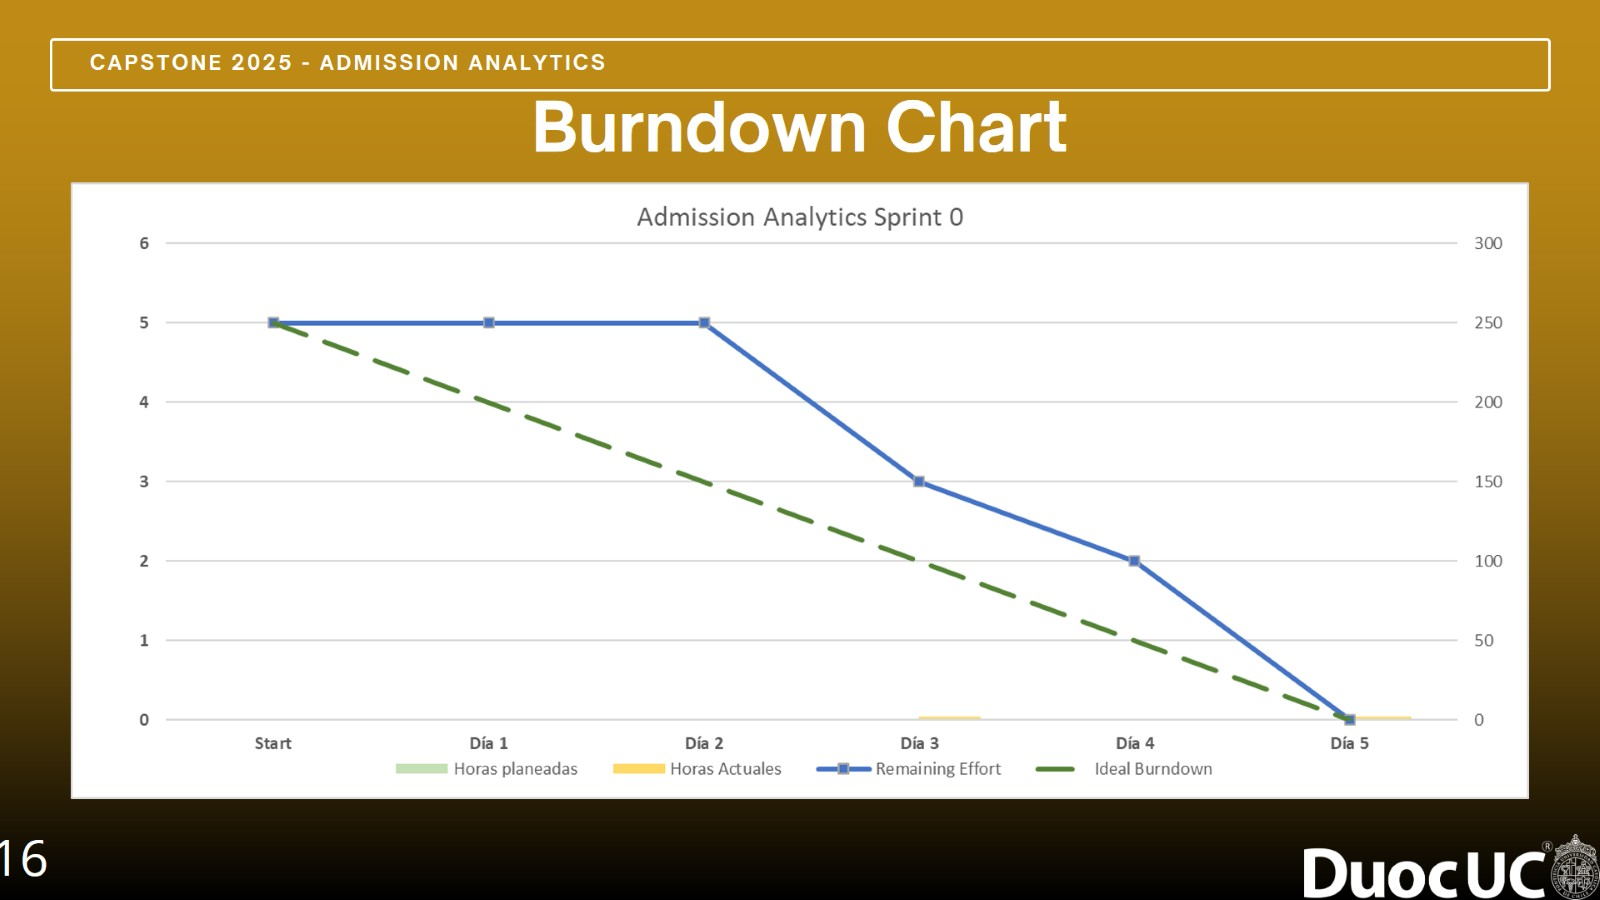 CAPSTONE 2025 - ADMISSION ANALYTICS
Burndown Chart
Admission Analytics Sprint 0
6 300
5 250
4 200
3 150
2 100
1 50
0 0
Start Día 1 Día 2 Día 3 Día 4 Día 5
Horas planeadas Horas Actuales Remaining Effort Ideal Burndown
16
DuocUC®